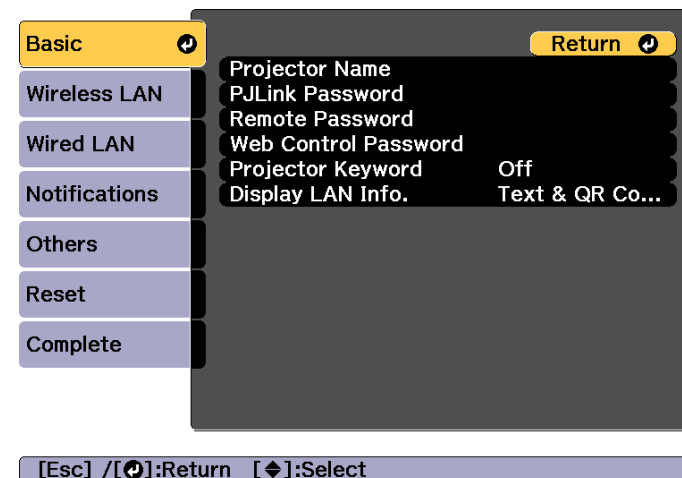 Basic
Return
Projector Name
Wireless LAN
PJLink Password
Remote Password
Wired LAN
Web Control Password
Projector Keyword Off
Notifications
Display LAN Info. Text & QR Co...
Others
Reset
Complete
[Esc] /[ ]:Return [ ]:Select